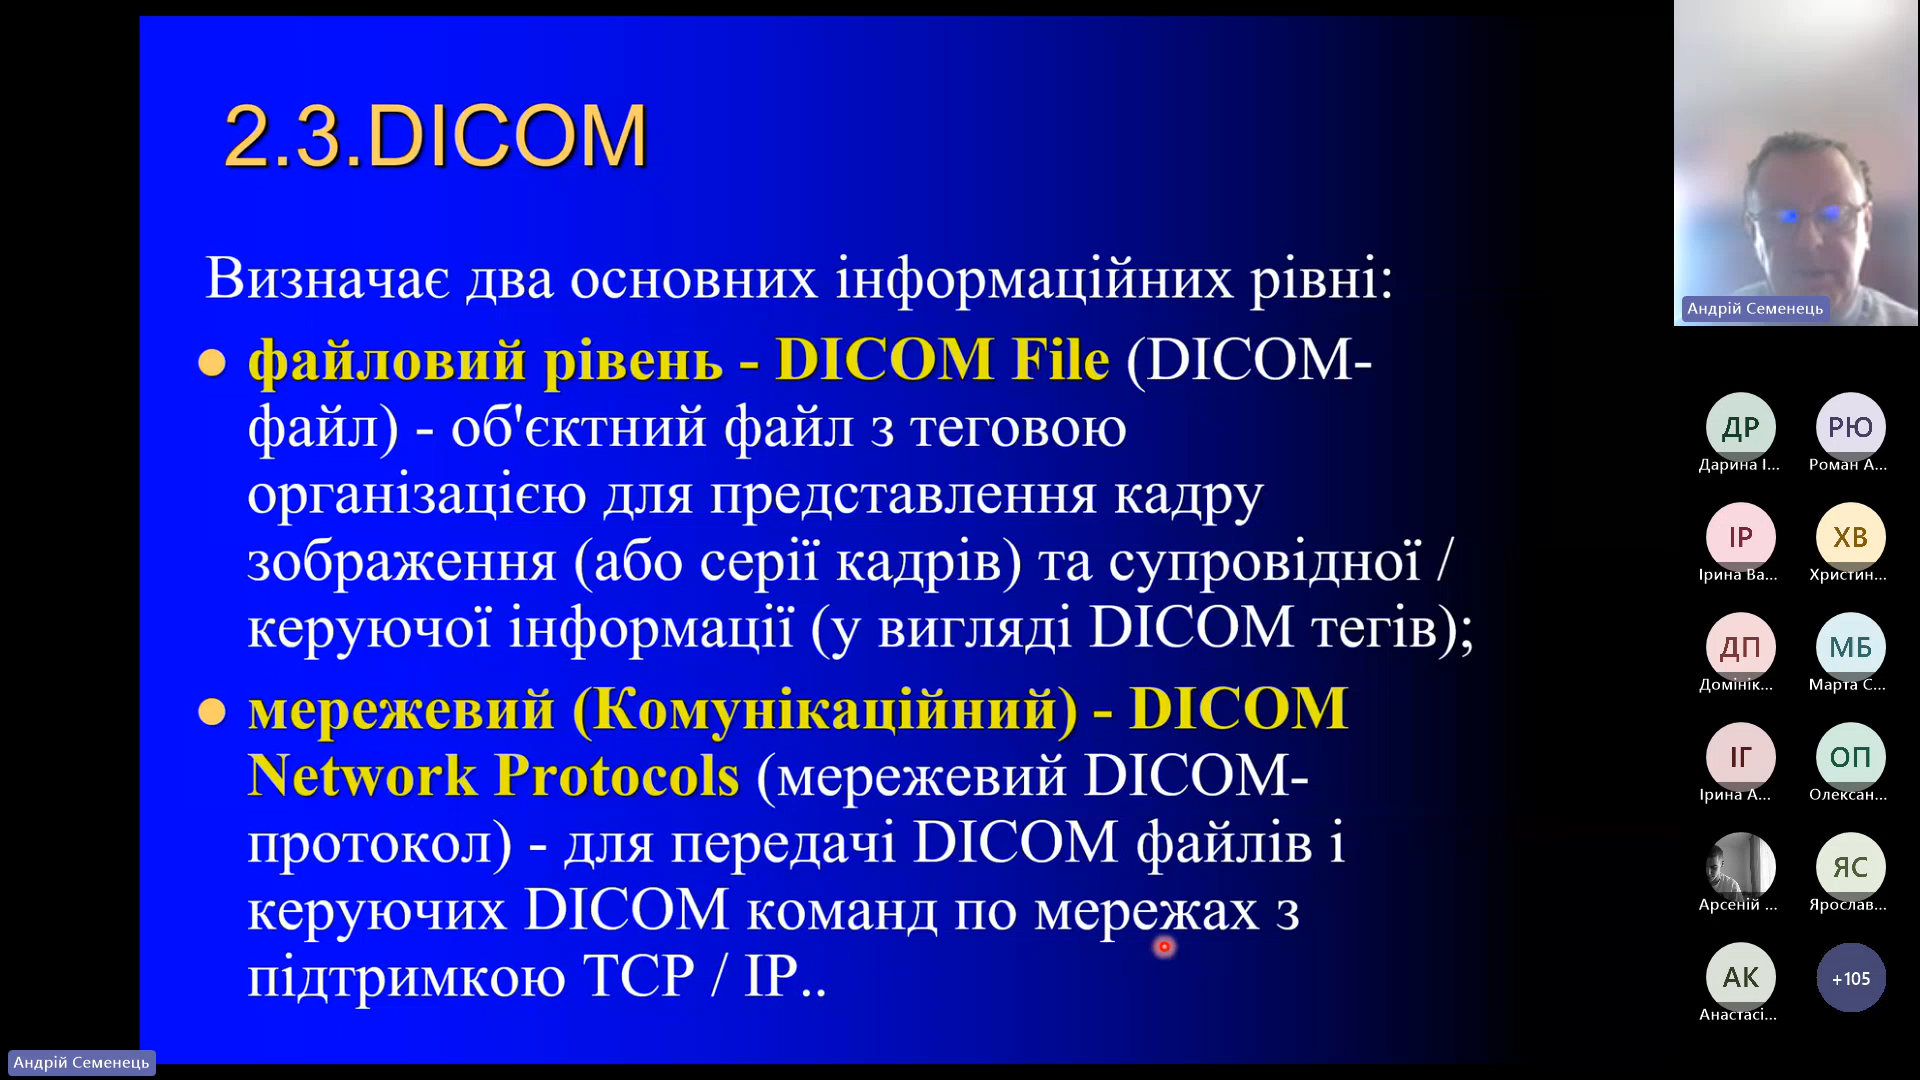 2.3.DICOM
Визначає два основних інформаційних рівні:
файловий рівень - DICOM File (DICOM-
файл) - об'єктний файл з теговою
організацією для представлення кадру
зображення (або серії кадрів) та супровідної /
керуючої інформації (у вигляді DICOM тегів);
мережевий (Комунікаційний) - DICOM
Network Protocols (мережевий DICOM-
протокол) - для передачі DICOM файлів і
керуючих DICOM команд по мережах з
підтримкою TCP / IP..
Андрій Семенець
Андрій Семенець
ДР РЮ
Дарина І... Роман А...
ІР ХВ
Ірина Ва... Христин...
ДП МБ
Домінік... Марта С...
ІГ ОП
Ірина А... Олексан...
ЯС
Арсеній ... Ярослав...
АК +105
Анастасі...